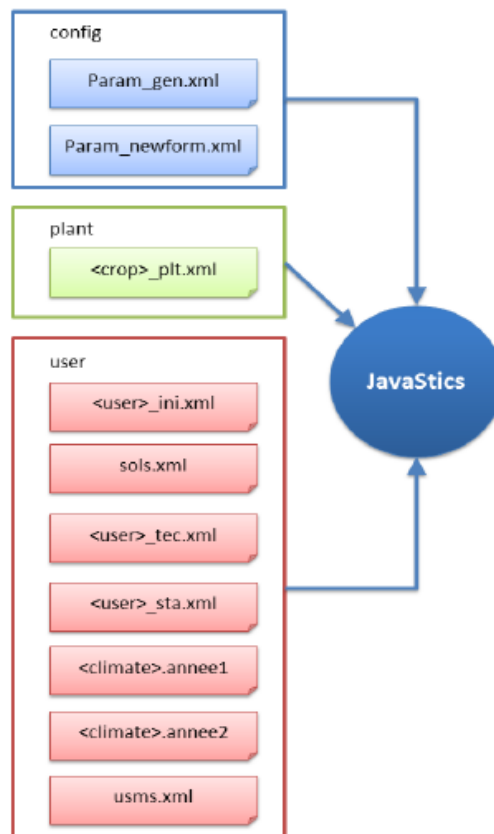 config
Param_gen.xml
Param_newform.xml
plant
<crop>_plt.xml
JavaStics
user
<user>_ini.xml
sols.xml
<user>_tec.xml
<user>_sta.xml
<climate>.annee1
<climate>.annee2
usms.xml